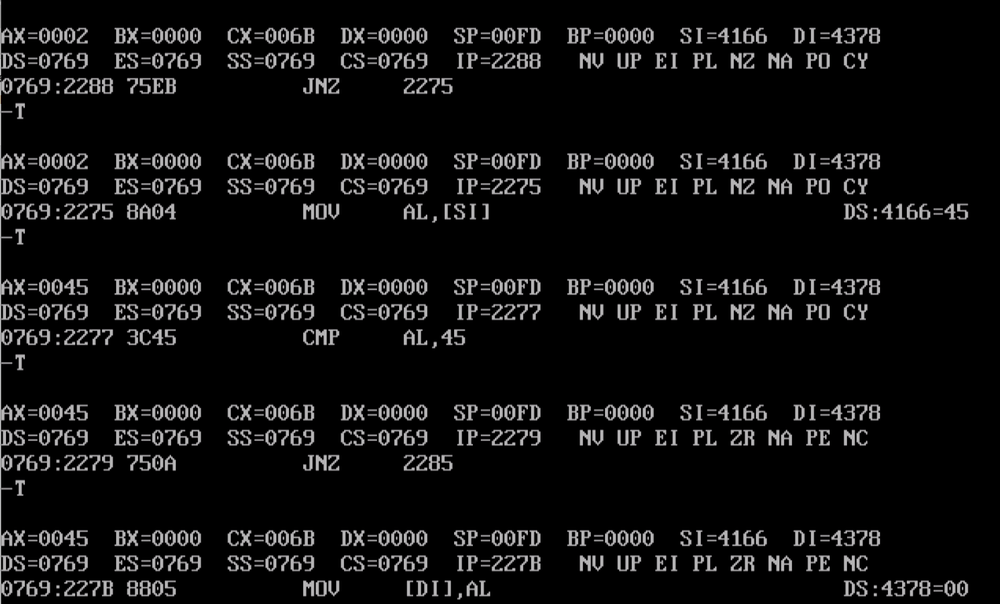 AX=0002  BX=0000  CX=006B  DX=0000  SP=00FD  BP=0000  SI=4166  DI=4378
DS=0769  ES=0769  SS=0769  CS=0769  IP=2288   NV UP EI PL NZ NA PO CY
0769:2288 75EB          JNZ     2275
-T
AX=0002  BX=0000  CX=006B  DX=0000  SP=00FD  BP=0000  SI=4166  DI=4378
DS=0769  ES=0769  SS=0769  CS=0769  IP=2275   NV UP EI PL NZ NA PO CY
0769:2275 8A04          MOV     AL,[SI]                            DS:4166=45
-T
AX=0045  BX=0000  CX=006B  DX=0000  SP=00FD  BP=0000  SI=4166  DI=4378
DS=0769  ES=0769  SS=0769  CS=0769  IP=2277   NV UP EI PL NZ NA PO CY
0769:2277 3C45          CMP     AL,45
-T
AX=0045  BX=0000  CX=006B  DX=0000  SP=00FD  BP=0000  SI=4166  DI=4378
DS=0769  ES=0769  SS=0769  CS=0769  IP=2279   NV UP EI PL ZR NA PE NC
0769:2279 750A          JNZ     2285
-T
AX=0045  BX=0000  CX=006B  DX=0000  SP=00FD  BP=0000  SI=4166  DI=4378
DS=0769  ES=0769  SS=0769  CS=0769  IP=227B   NV UP EI PL ZR NA PE NC
0769:227B 8805          MOV     [DI],AL                            DS:4378=00